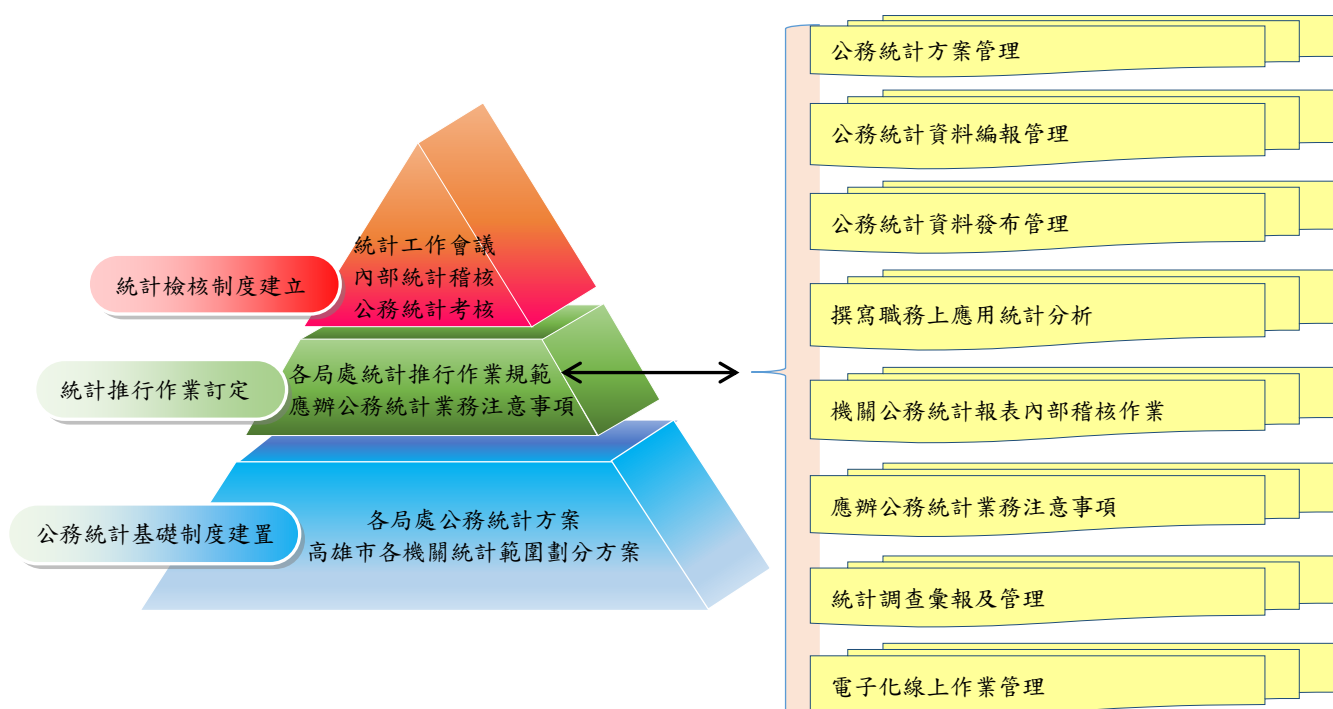 統計檢核制度建立
統計工作會議
內部統計稽核
公務統計考核
統計推行作業訂定
各局處統計推行作業規範
應辦公務統計業務注意事項
公務統計基礎制度建置
各局處公務統計方案
高雄市各機關統計範圍劃分方案
公務統計方案管理
公務統計資料編報管理
公務統計資料發布管理
撰寫職務上應用統計分析
機關公務統計報表內部稽核作業
應辦公務統計業務注意事項
統計調查彙報及管理
電子化線上作業管理